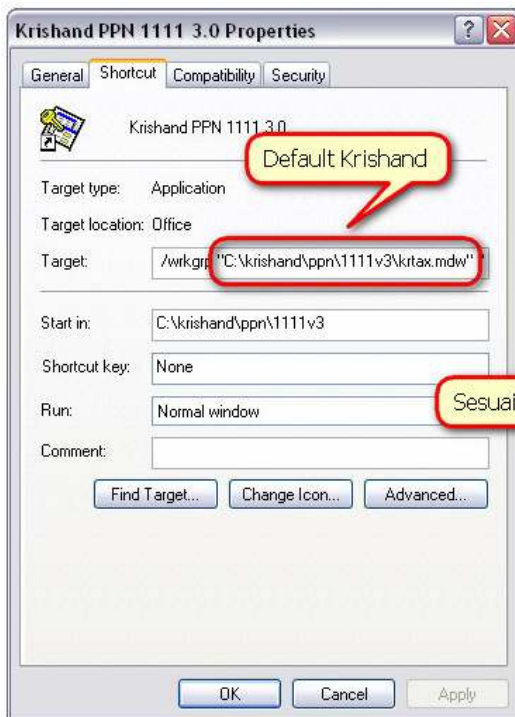 Krishand PPN 1111 3.0 Properties
General Shortcut Compatibility Security
Krishand PPN 1111 3.0
Default Krishand
Target type: Application
Target location: Office
Target: /wrkgrp "C:\krishand\ppn\1111v3\krtax.mdw" "
Start in: C:\krishand\ppn\1111v3
Shortcut key: None
Run: Normal window
Sesuai
Comment:
Find Target... Change Icon... Advanced...
OK Cancel Apply